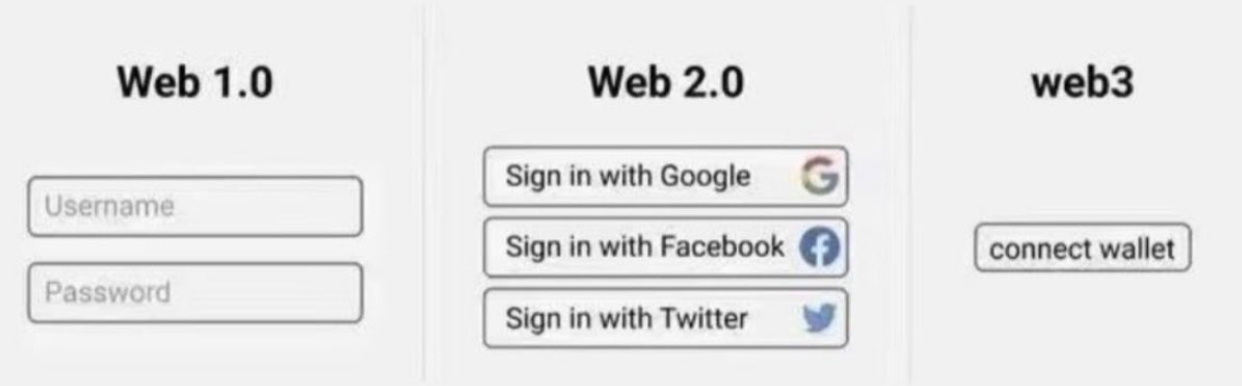 Web 1.0
Username
Password
Web 2.0
Sign in with Google
Sign in with Facebook
Sign in with Twitter
web3
connect wallet